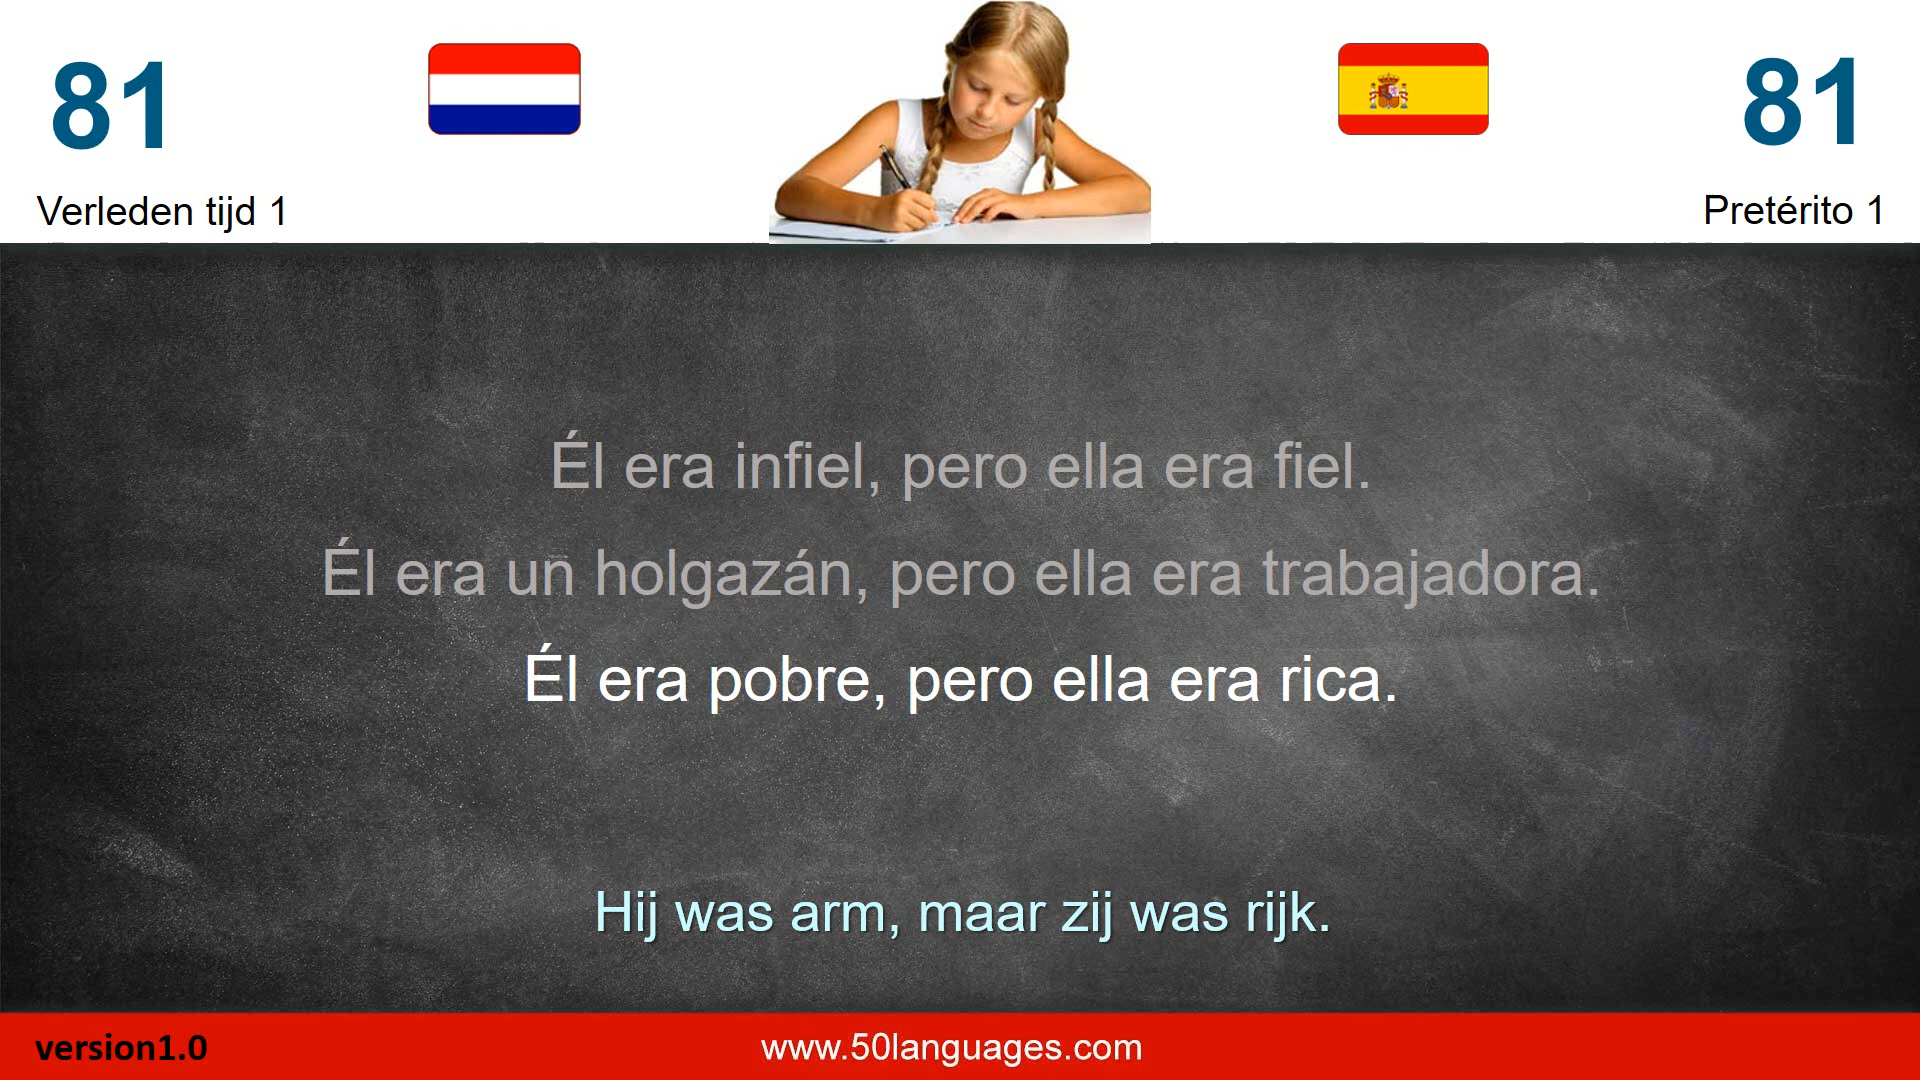 81
81
Verleden tijd 1
Pretérito 1
Él era infiel, pero ella era fiel.
Él era un holgazán, pero ella era trabajadora.
Él era pobre, pero ella era rica.
Hij was arm, maar zij was rijk.
version1.0
www.50languages.com